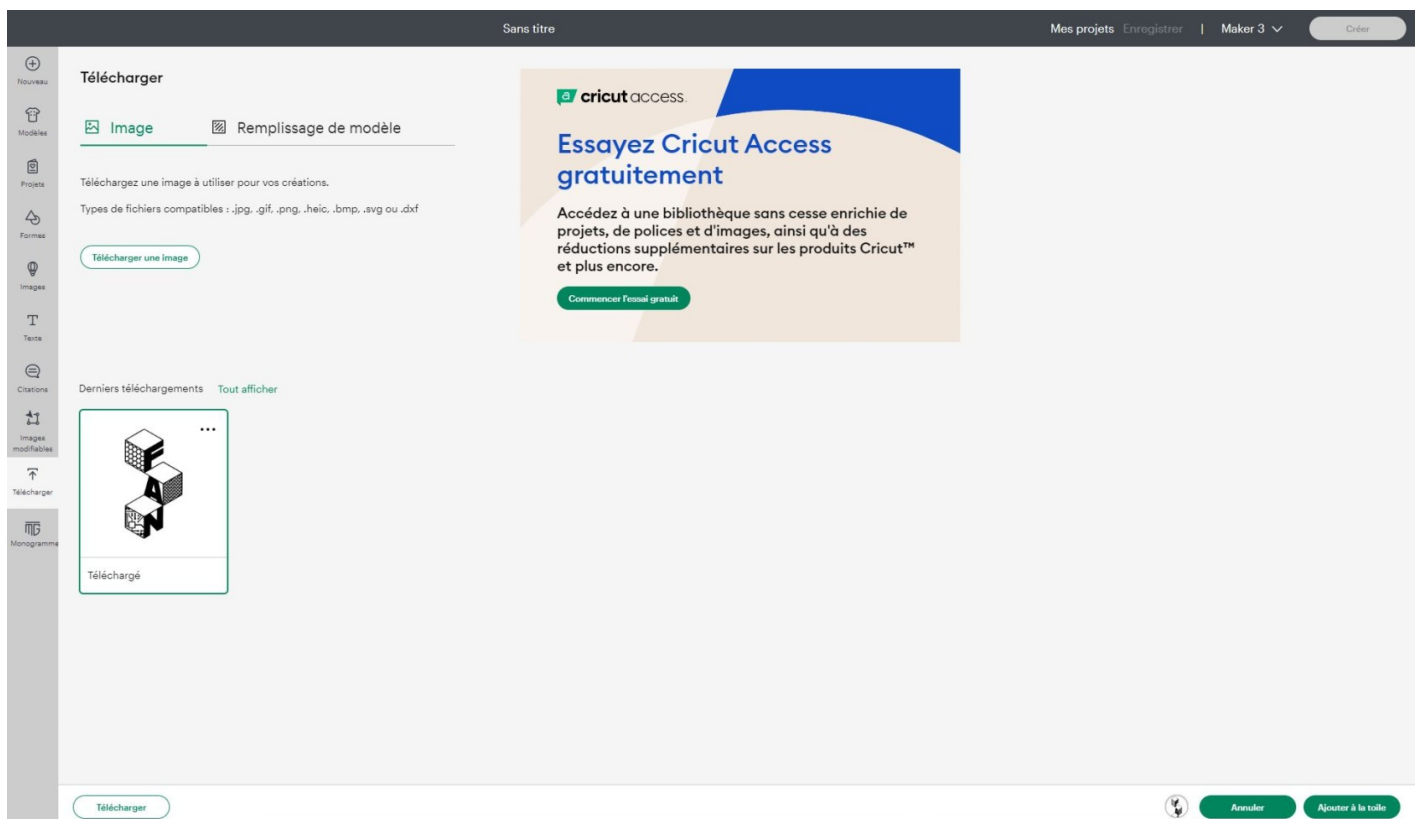 Sans titre
Mes projets Enregistrer | Maker 3 Créer
Nouveau
Modèles
Projets
Formes
Images
Texte
Citations
Images
modifiables
Télécharger
Monogramme
Télécharger
Image Remplissage de modèle
Téléchargez une image à utiliser pour vos créations.
Types de fichiers compatibles : .jpg, .gif, .png, .heic, .bmp, .svg ou .dxf
Télécharger une image
a cricut access.
Essayez Cricut Access
gratuitement
Accédez à une bibliothèque sans cesse enrichie de
projets, de polices et d'images, ainsi qu'à des
réductions supplémentaires sur les produits Cricut™
et plus encore.
Commencer l'essai gratuit
Derniers téléchargements Tout afficher
F
A
N
Téléchargé
Télécharger
Annuler
Ajouter à la toile